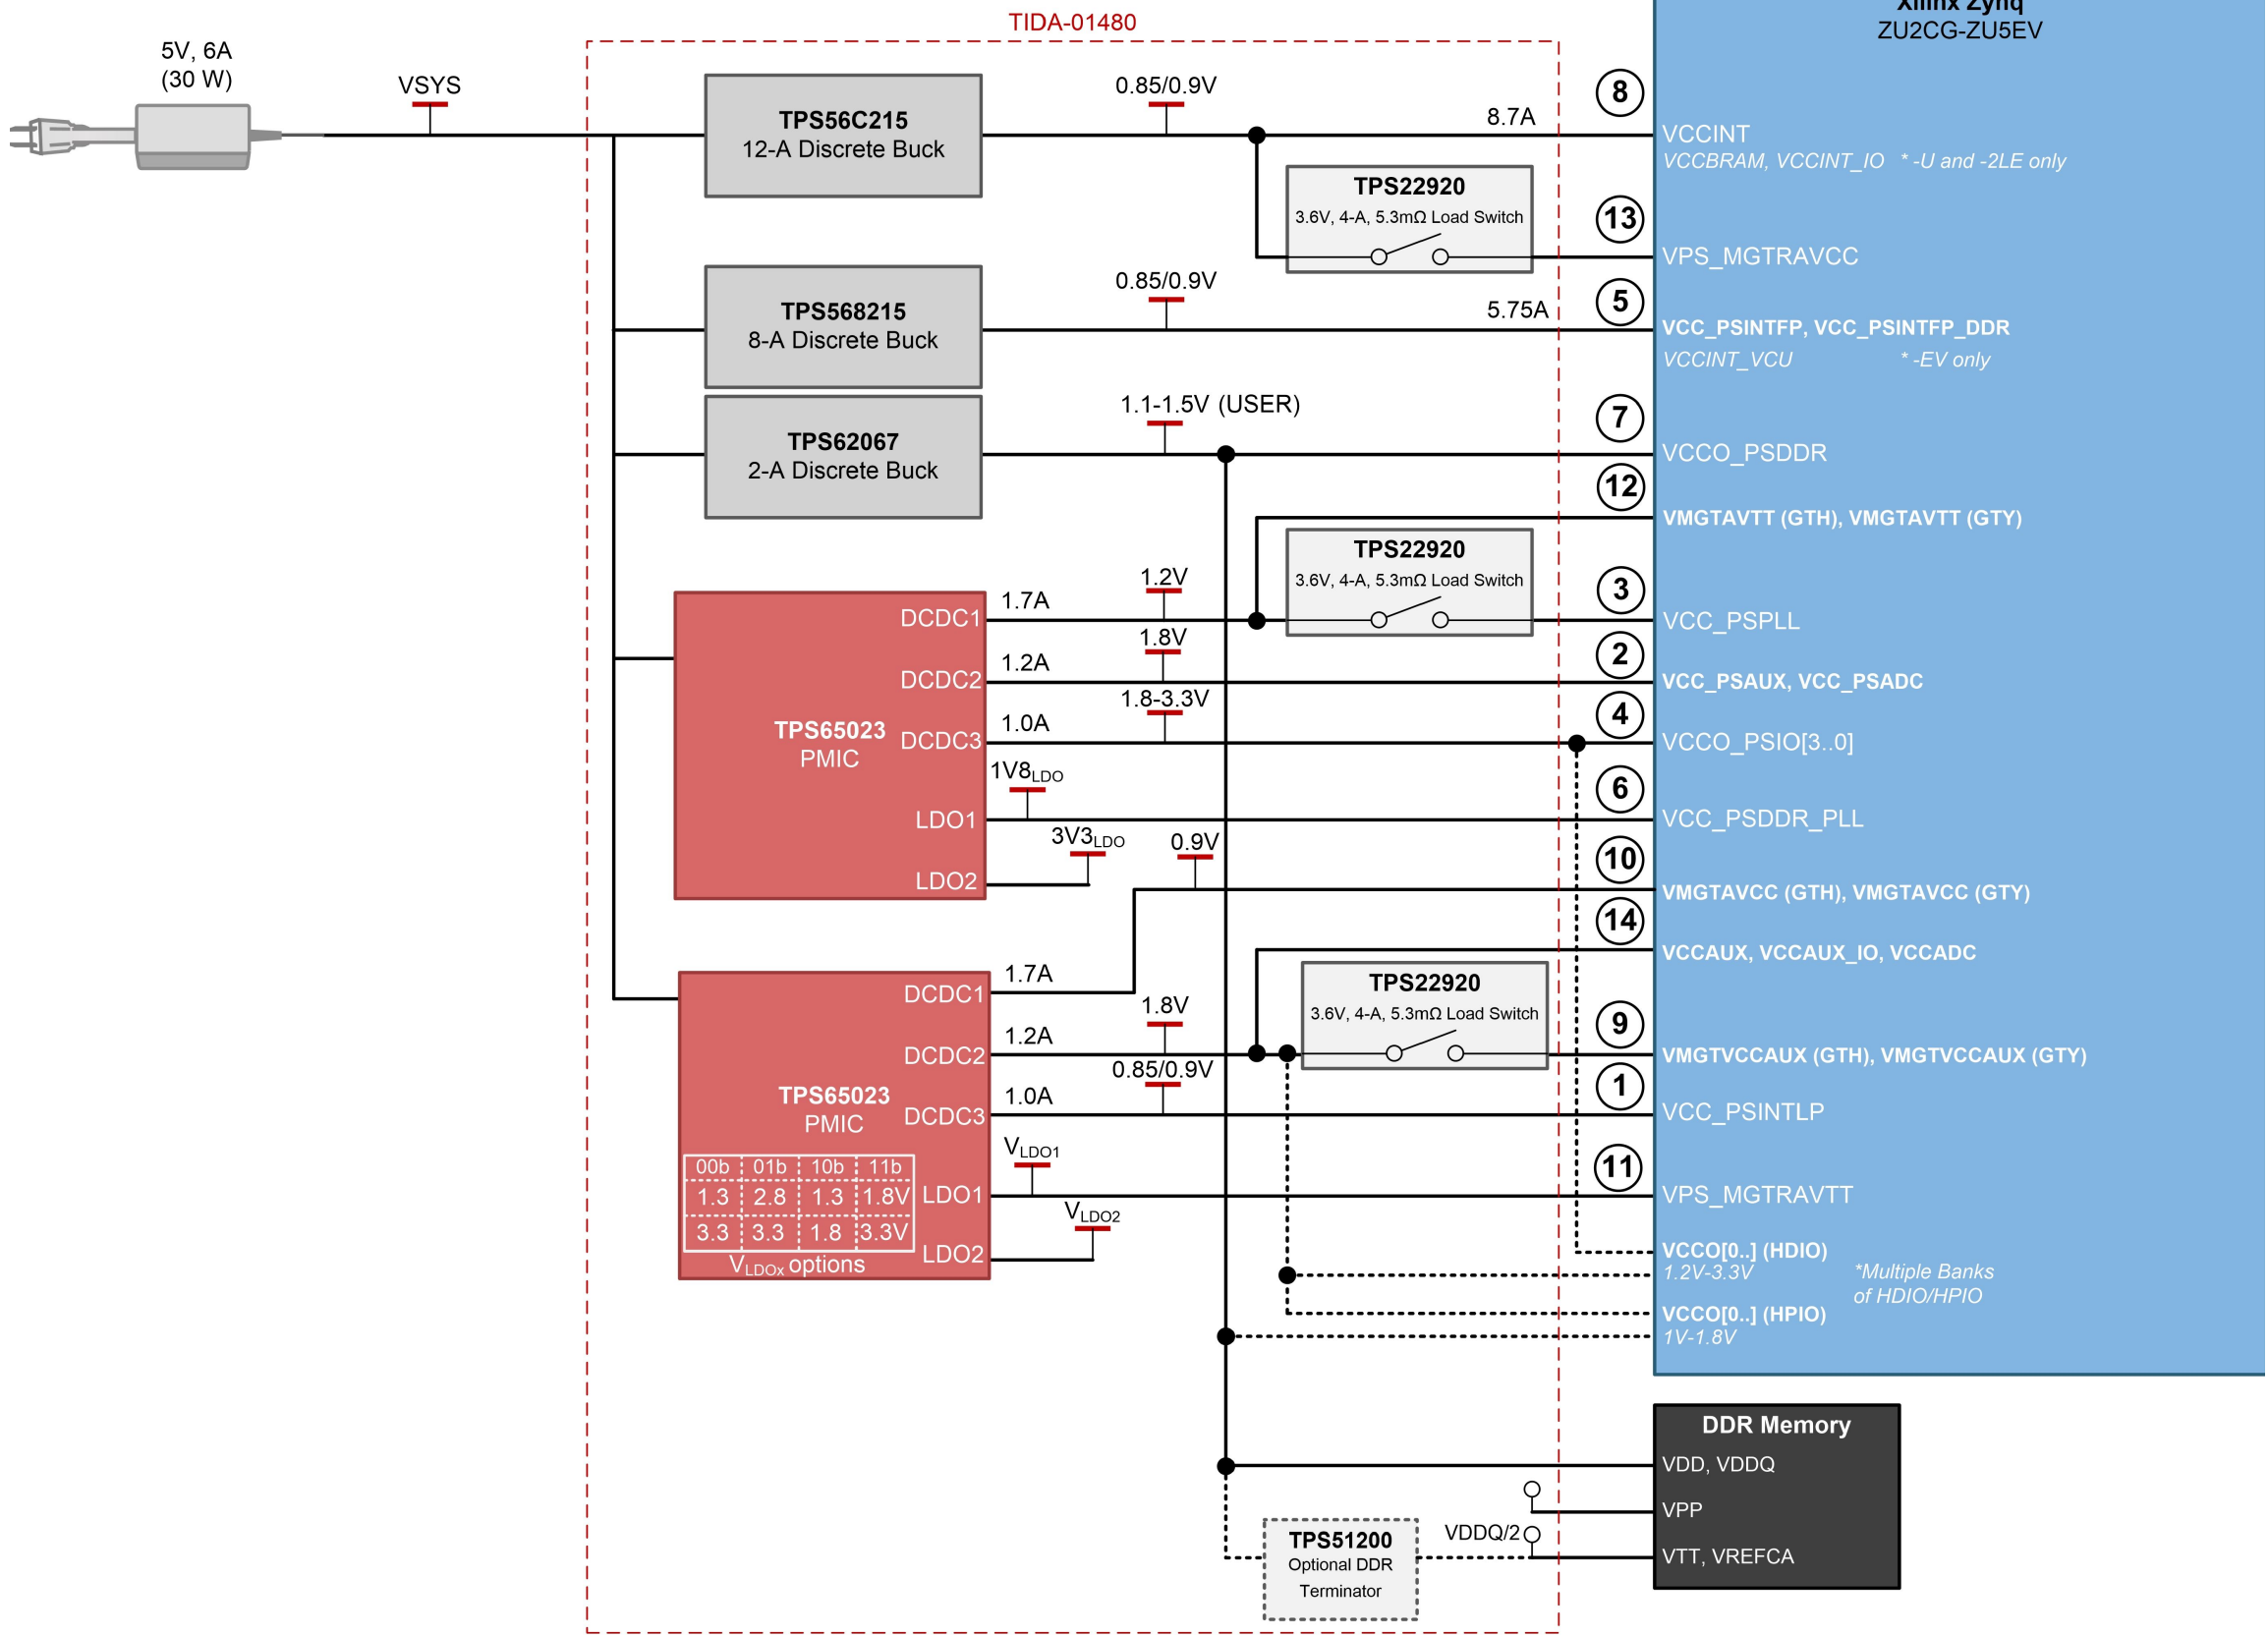 TIDA-01480
Xilinx Zynq
ZU2CG-ZU5EV
5V, 6A
(30 W)
VSYS
TPS56C215
12-A Discrete Buck
0.85/0.9V
8.7A
8
VCCINT
VCCBRAM, VCCINT_IO * -U and -2LE only
TPS22920
3.6V, 4-A, 5.3mΩ Load Switch
13
VPS_MGTRAVCC
TPS568215
8-A Discrete Buck
0.85/0.9V
5.75A
5
VCC_PSINTFP, VCC_PSINTFP_DDR
VCCINT_VCU * -EV only
TPS62067
2-A Discrete Buck
1.1-1.5V (USER)
7
VCCO_PSDDR
12
VMGTAVTT (GTH), VMGTAVTT (GTY)
TPS22920
3.6V, 4-A, 5.3mΩ Load Switch
TPS65023
PMIC
DCDC1
1.7A
1.2V
3
VCC_PSPLL
DCDC2
1.2A
1.8V
2
VCC_PSAUX, VCC_PSADC
DCDC3
1.0A
1.8-3.3V
4
VCCO_PSIO[3..0]
LDO1
1V8LDO
6
VCC_PSDDR_PLL
LDO2
3V3LDO
0.9V
10
VMGTAVCC (GTH), VMGTAVCC (GTY)
14
VCCAUX, VCCAUX_IO, VCCADC
TPS22920
3.6V, 4-A, 5.3mΩ Load Switch
TPS65023
PMIC
DCDC1
1.7A
DCDC2
1.2A
1.8V
9
VMGTVCCAUX (GTH), VMGTVCCAUX (GTY)
DCDC3
1.0A
0.85/0.9V
1
VCC_PSINTLP
LDO1
VLDO1
11
VPS_MGTRAVTT
LDO2
VLDO2
00b 01b 10b 11b
1.3 2.8 1.3 1.8V
3.3 3.3 1.8 3.3V
VLDOx options
VCCO[0..] (HDIO)
1.2V-3.3V
*Multiple Banks
of HDIO/HPIO
VCCO[0..] (HPIO)
1V-1.8V
DDR Memory
VDD, VDDQ
VPP
VTT, VREFCA
VDDQ/2
TPS51200
Optional DDR
Terminator